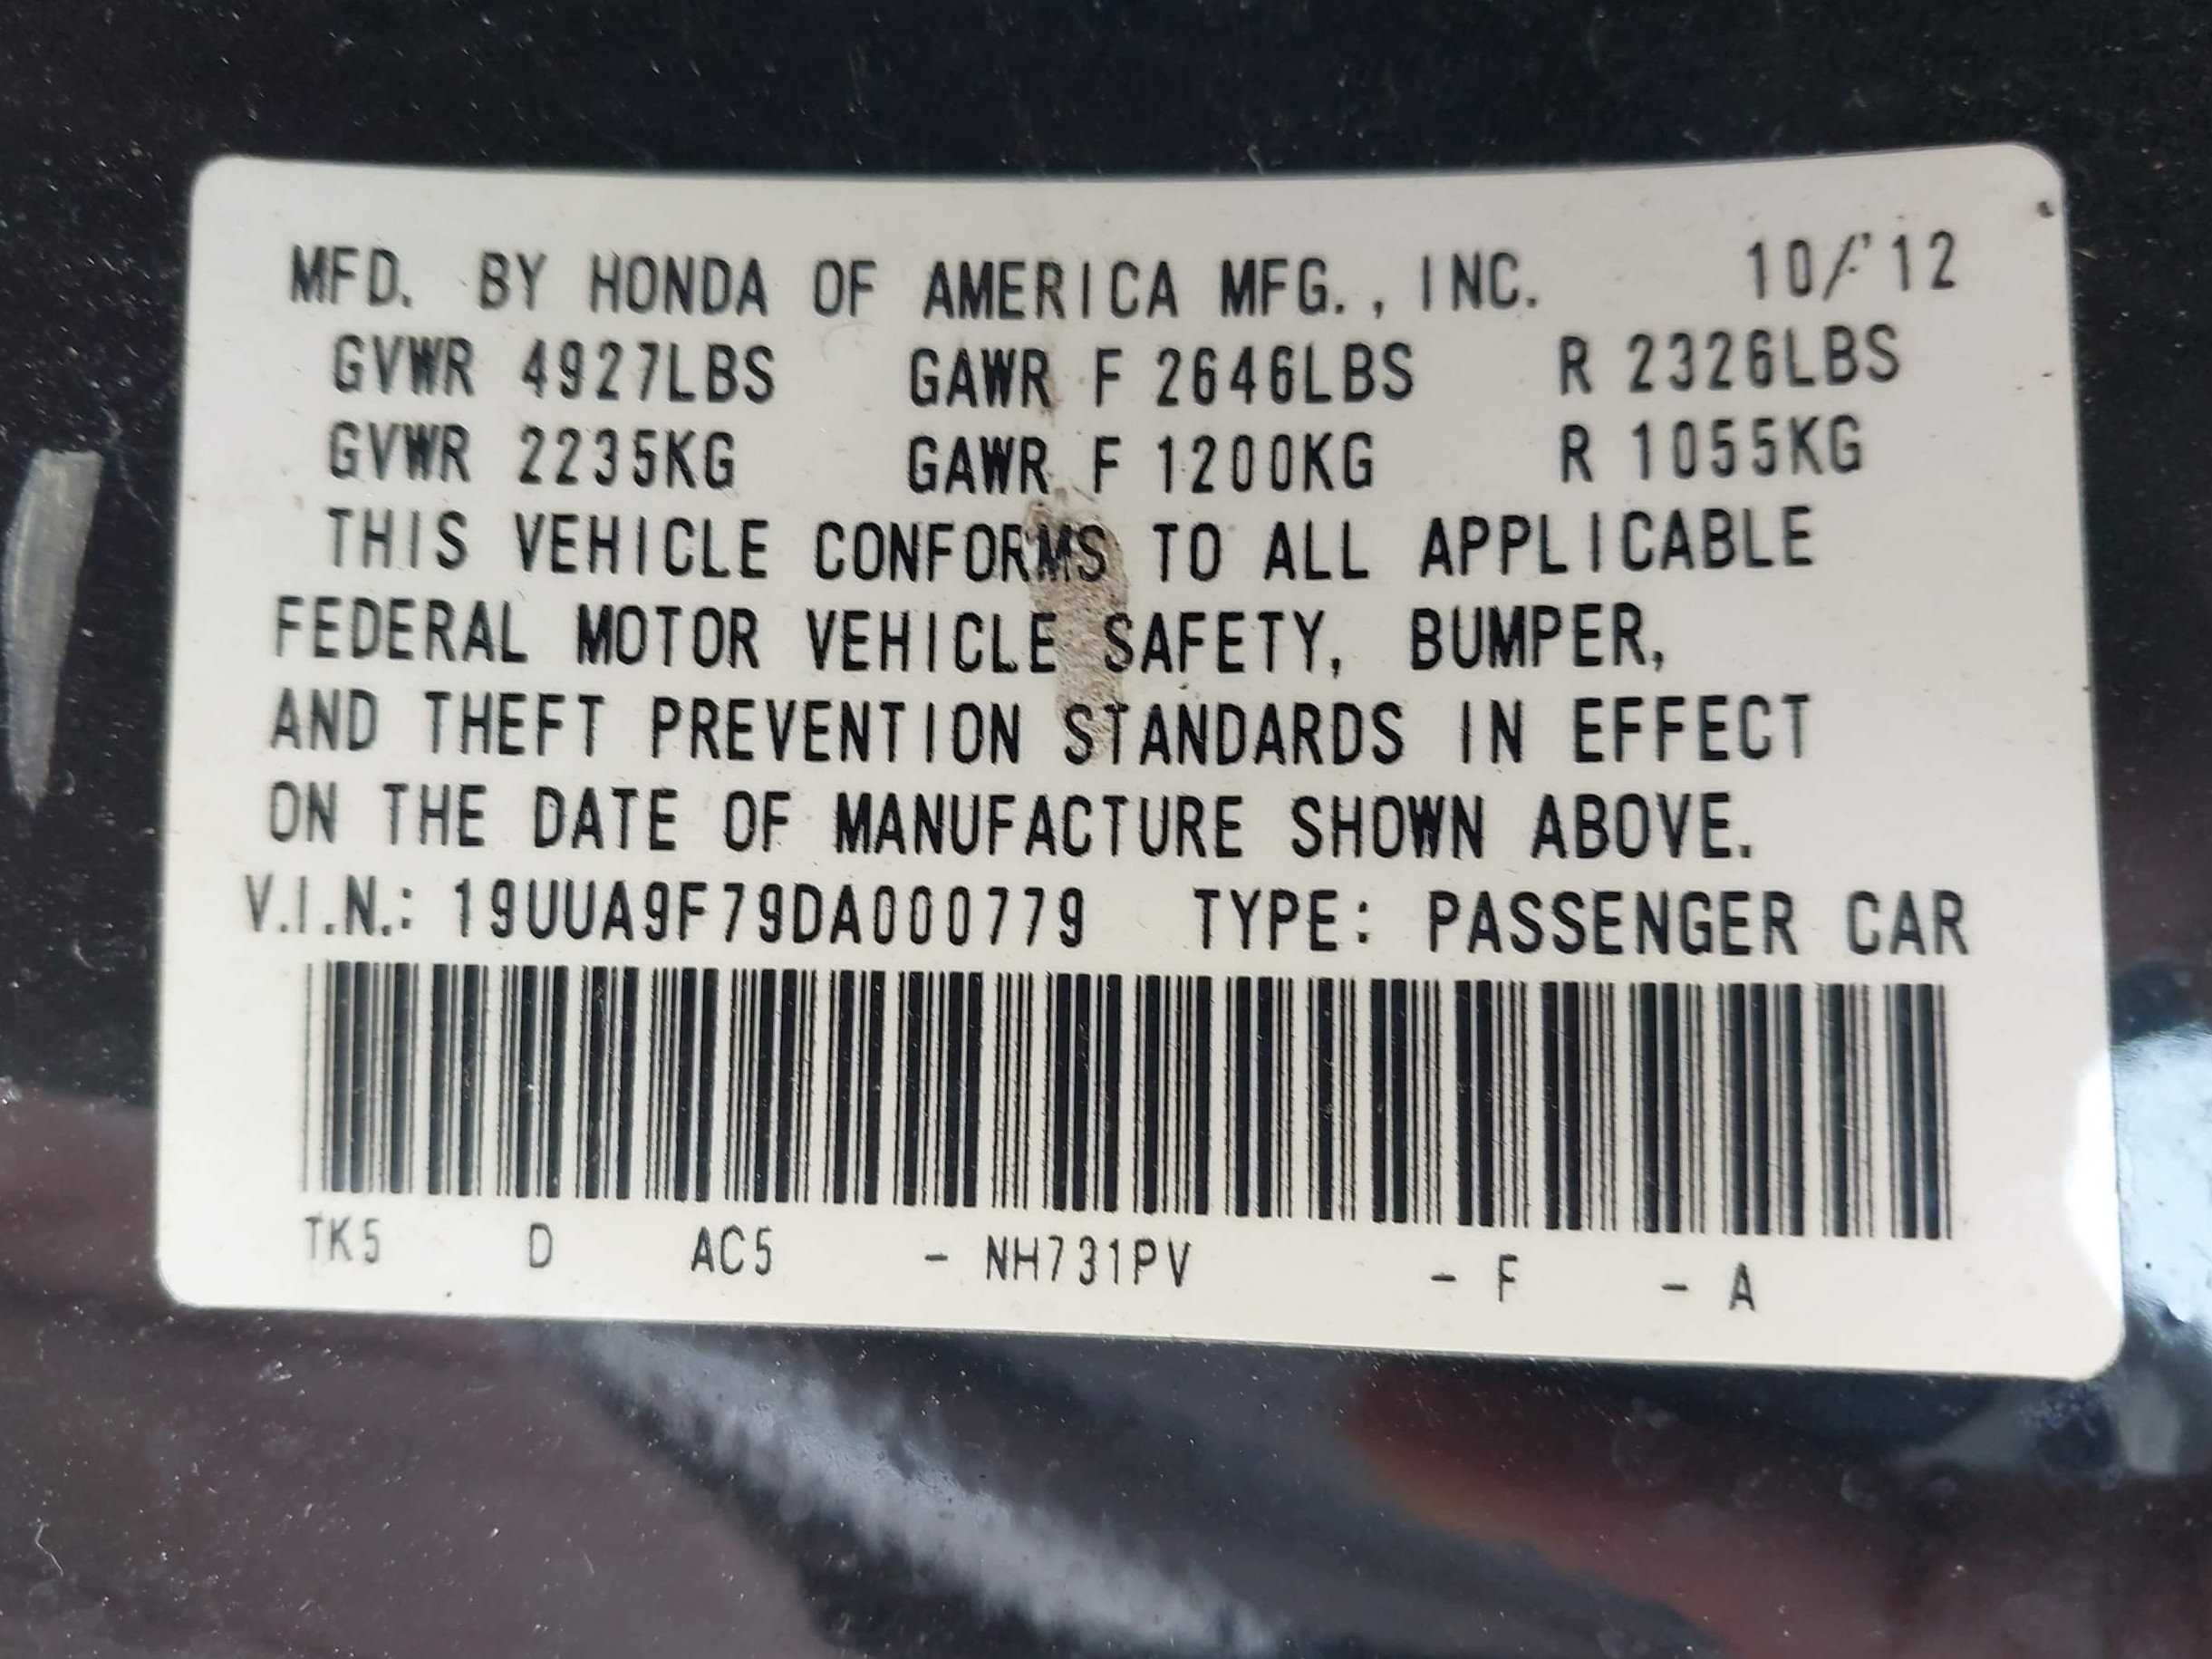 MFD. BY HONDA OF AMERICA MFG., INC. 10/'12
GVWR 4927LBS GAWR F 2646LBS R 2326LBS
GVWR 2235KG GAWR F 1200KG R 1055KG
THIS VEHICLE CONFORMS TO ALL APPLICABLE
FEDERAL MOTOR VEHICLE SAFETY, BUMPER,
AND THEFT PREVENTION STANDARDS IN EFFECT
ON THE DATE OF MANUFACTURE SHOWN ABOVE.
V.I.N.: 19UUA9F79DA000779 TYPE: PASSENGER CAR
TK5 D AC5 - NH731PV - F - A